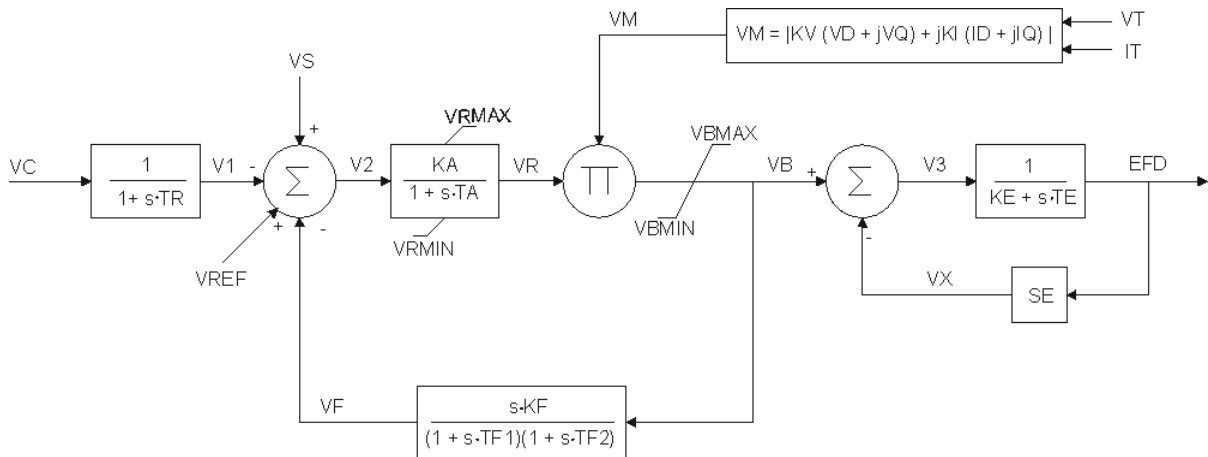 VM
VM = |KV (VD + jVQ) + jKI (ID + jIQ) |
VT
IT
VS
+
VRMAX
VBMAX
VC
1
1+ s·TR
V1
-
Σ
V2
KA
1 + s·TA
VR
∏
VB
+
Σ
V3
1
KE + s·TE
EFD
+
-
VREF
VRMIN
VBMIN
-
VX
SE
VF
s·KF
(1 + s·TF1)(1 + s·TF2)